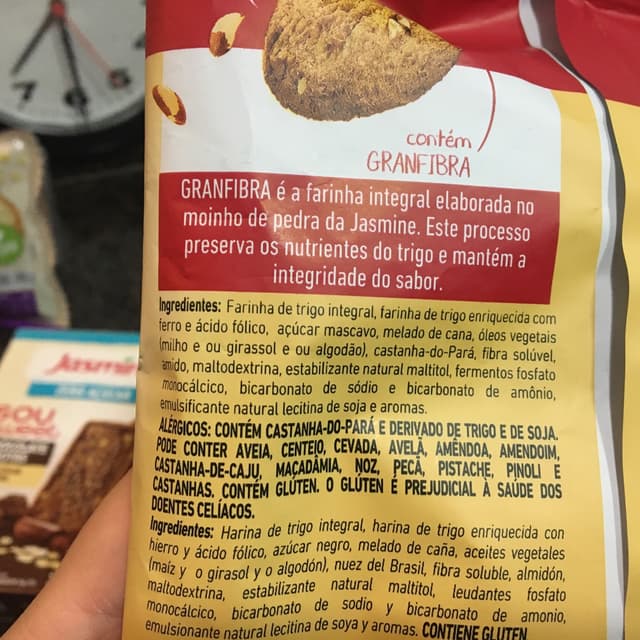 7
6
5
contém
GRANFIBRA
GRANFIBRA é a farinha integral elaborada no
moinho de pedra da Jasmine. Este processo
preserva os nutrientes do trigo e mantém a
integridade do sabor.
Ingredientes: Farinha de trigo integral, farinha de trigo enriquecida com
ferro e ácido fólico, açúcar mascavo, melado de cana, óleos vegetais
(milho e ou girassol e ou algodão), castanha-do-Pará, fibra solúvel,
amido, maltodextrina, estabilizante natural maltitol, fermentos fosfato
monocálcico, bicarbonato de sódio e bicarbonato de amônio,
emulsificante natural lecitina de soja e aromas.
ALÉRGICOS: CONTÉM CASTANHA-DO-PARÁ E DERIVADO DE TRIGO E DE SOJA.
PODE CONTER AVEIA, CENTEIO, CEVADA, AVELÃ, AMÊNDOA, AMENDOIM,
CASTANHA-DE-CAJU, MACADÂMIA, NOZ, PECÃ, PISTACHE, PINOLI E
CASTANHAS. CONTÉM GLÚTEN. O GLÚTEN É PREJUDICIAL À SAÚDE DOS
DOENTES CELÍACOS.
Ingredientes: Harina de trigo integral, harina de trigo enriquecida con
hierro y ácido fólico, azúcar negro, melado de caña, aceites vegetales
(maíz y o girasol y o algodón), nuez del Brasil, fibra soluble, almidón,
maltodextrina, estabilizante natural maltitol, leudantes fosfato
monocálcico, bicarbonato de sodio y bicarbonato de amonio,
emulsionante natural lecitina de soya y aromas. CONTIENE GLUTEN
Jasmin
SOU